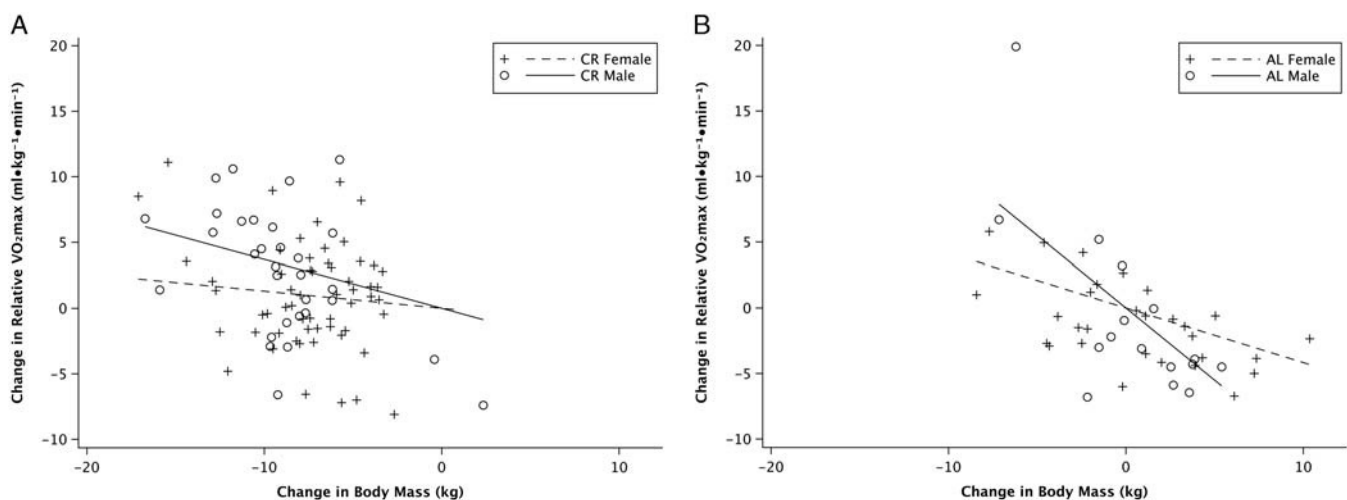 A
20
15
10
5
0
−5
−10
−20
−10
0
10
Change in Relative VO₂max (ml•kg⁻¹•min⁻¹)
Change in Body Mass (kg)
CR Female
CR Male
B
20
15
10
5
0
−5
−10
−20
−10
0
10
Change in Relative VO₂max (ml•kg⁻¹•min⁻¹)
Change in Body Mass (kg)
AL Female
AL Male